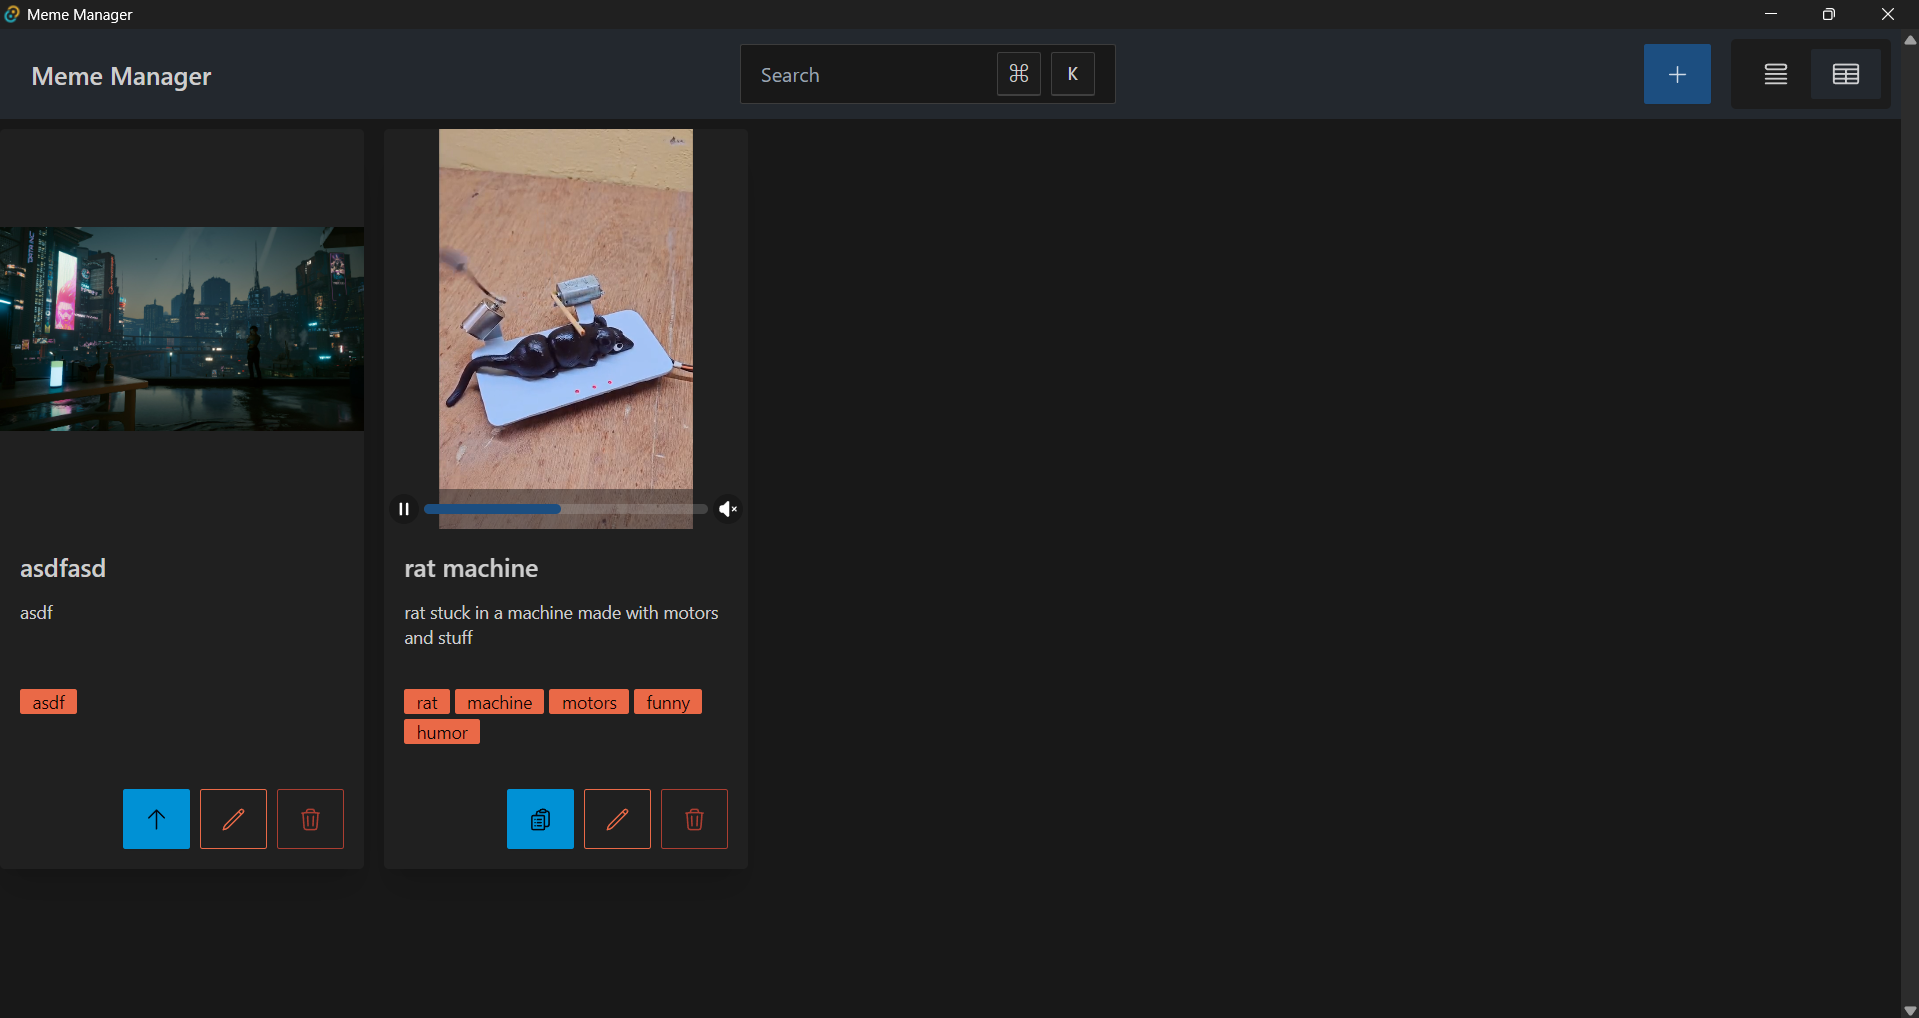 Meme Manager
Meme Manager
Search ⌘ K
asdfasd
asdf
asdf
rat machine
rat stuck in a machine made with motors
and stuff
rat machine motors funny
humor